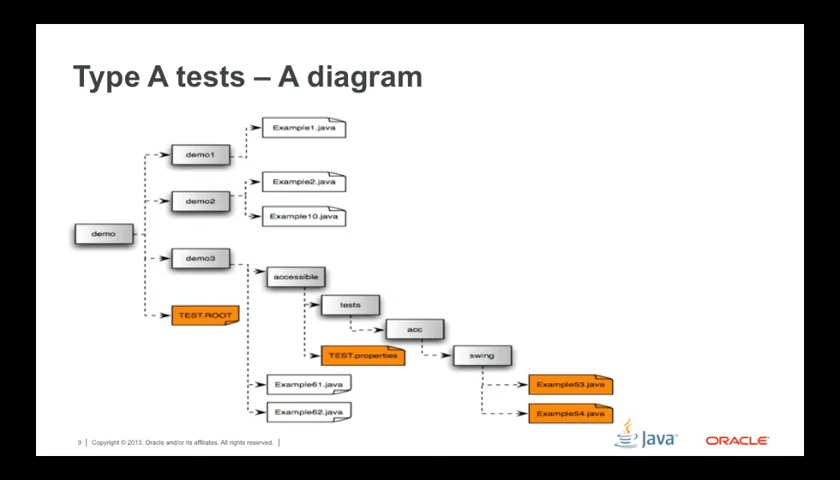 Type A tests – A diagram
Example1.java
demo1
Example2.java
demo2
Example10.java
demo
demo3
accessible
tests
TEST.ROOT
acc
TEST.properties
swing
Example61.java
Example53.java
Example62.java
Example54.java
9 | Copyright © 2013, Oracle and/or its affiliates. All rights reserved. |
Java™
ORACLE®